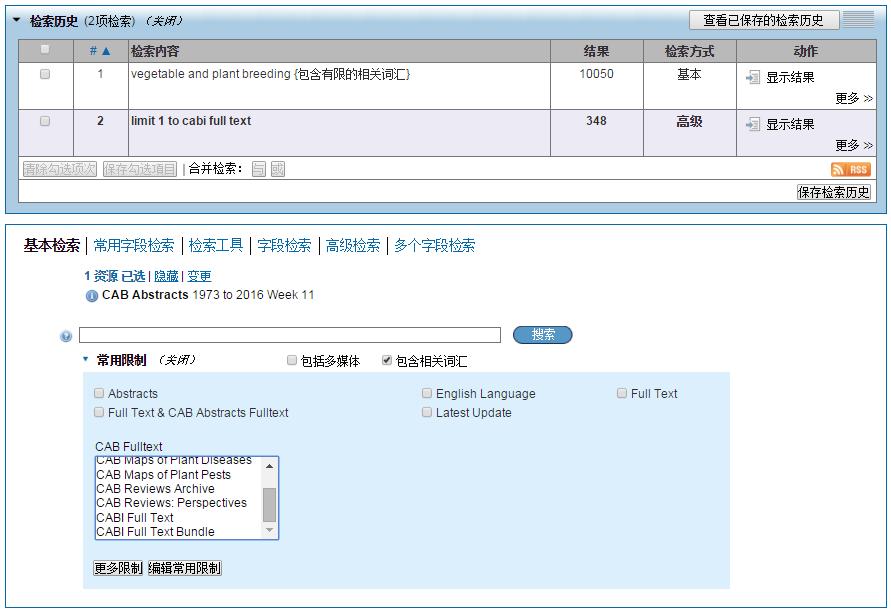 检索历史 (2项检索) (关闭) 查看已保存的检索历史
# ▲ 检索内容 结果 检索方式 动作
1 vegetable and plant breeding {包含有限的相关词汇} 10050 基本 显示结果
更多 >>
2 limit 1 to cabi full text 348 高级 显示结果
更多 >>
清除勾选项次 保存勾选項目 | 合并检索： 与 或 RSS
保存检索历史
基本检索 | 常用字段检索 | 检索工具 | 字段检索 | 高级检索 | 多个字段检索
1 资源 已选 | 隐藏 | 变更
CAB Abstracts 1973 to 2016 Week 11
搜索
常用限制 (关闭) 包括多媒体 包含相关词汇
Abstracts English Language Full Text
Full Text & CAB Abstracts Fulltext Latest Update
CAB Fulltext
CAB Maps of Plant Diseases
CAB Maps of Plant Pests
CAB Reviews Archive
CAB Reviews: Perspectives
CABI Full Text
CABI Full Text Bundle
更多限制 编辑常用限制